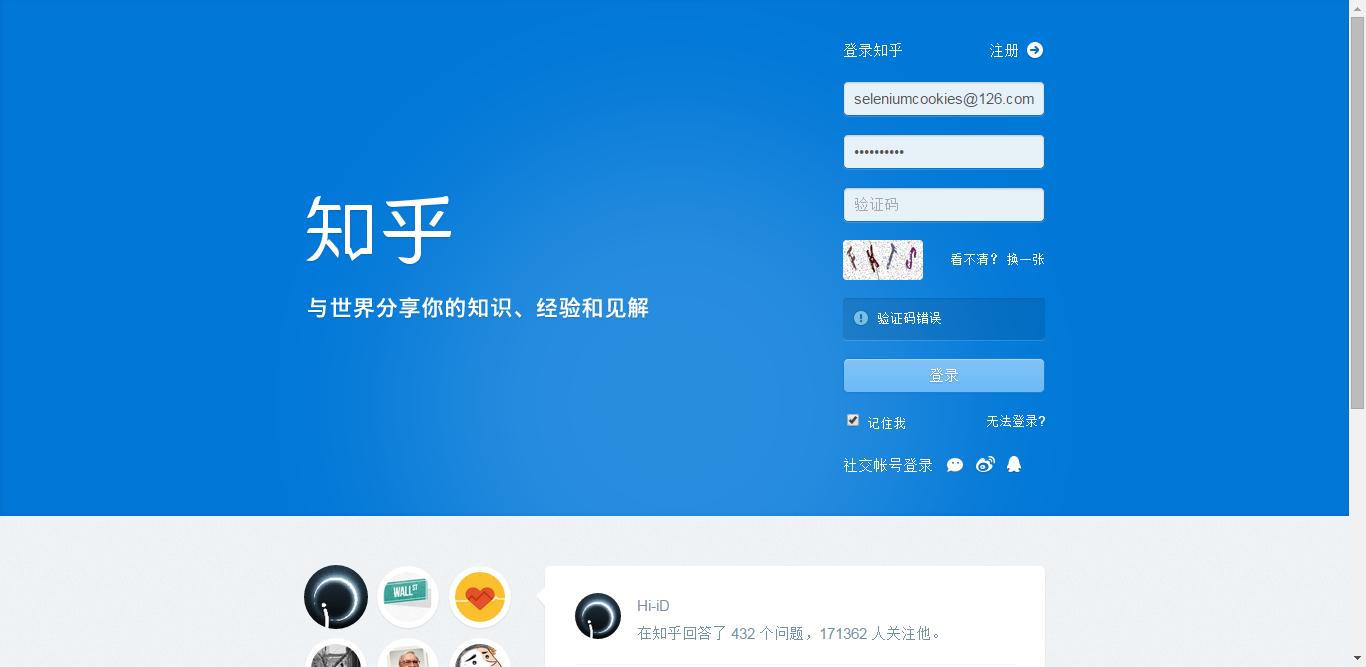 登录知乎 注册
seleniumcookies@126.com
••••••••••
验证码
看不清? 换一张
验证码错误
登录
记住我 无法登录?
社交帐号登录
知乎
与世界分享你的知识、经验和见解
WALL ST
Hi-iD
在知乎回答了 432 个问题，171362 人关注他。